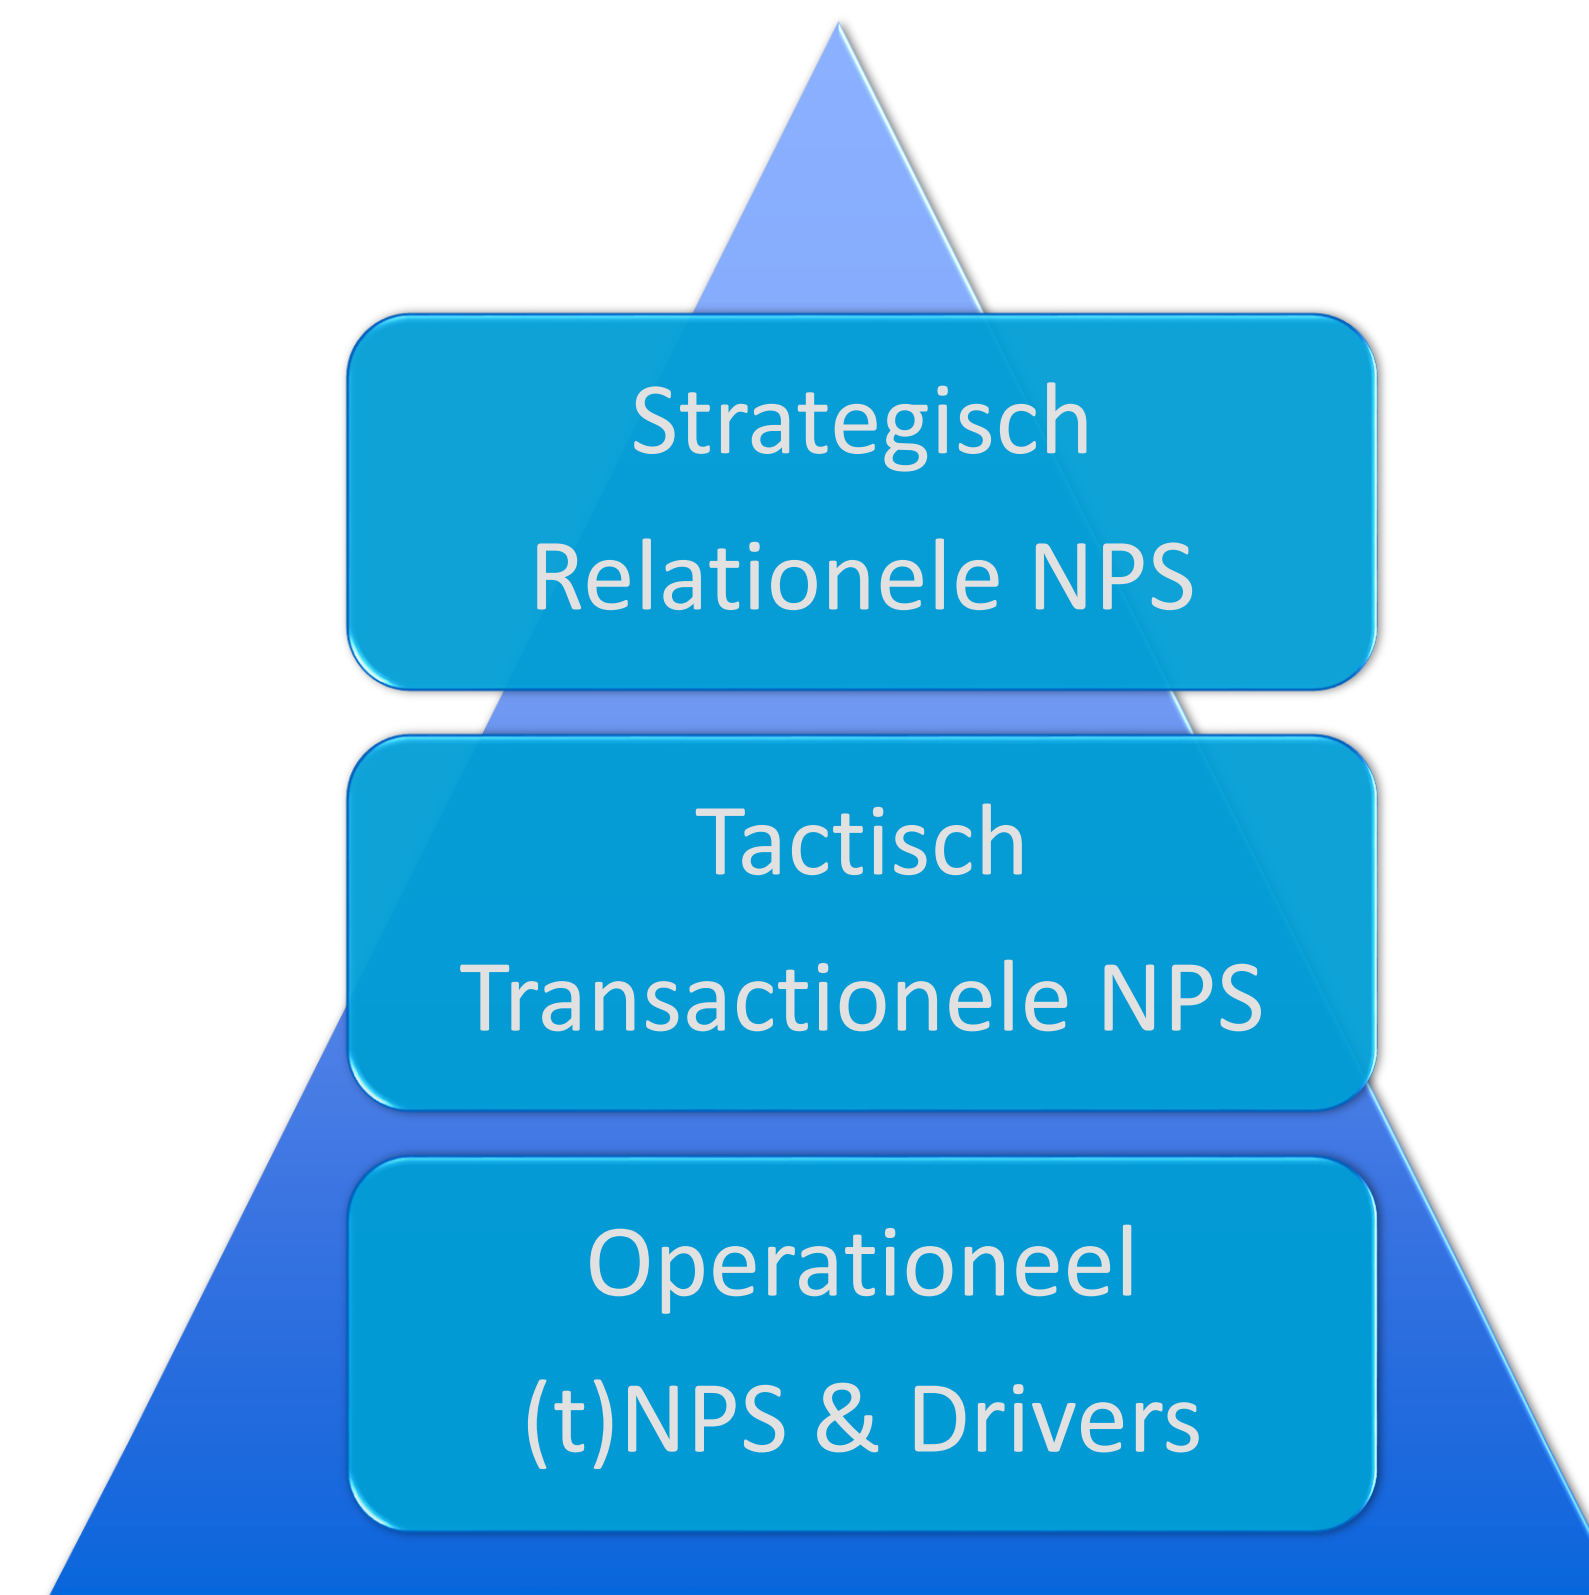 Strategisch
Relationele NPS
Tactisch
Transactionele NPS
Operationeel
(t)NPS & Drivers